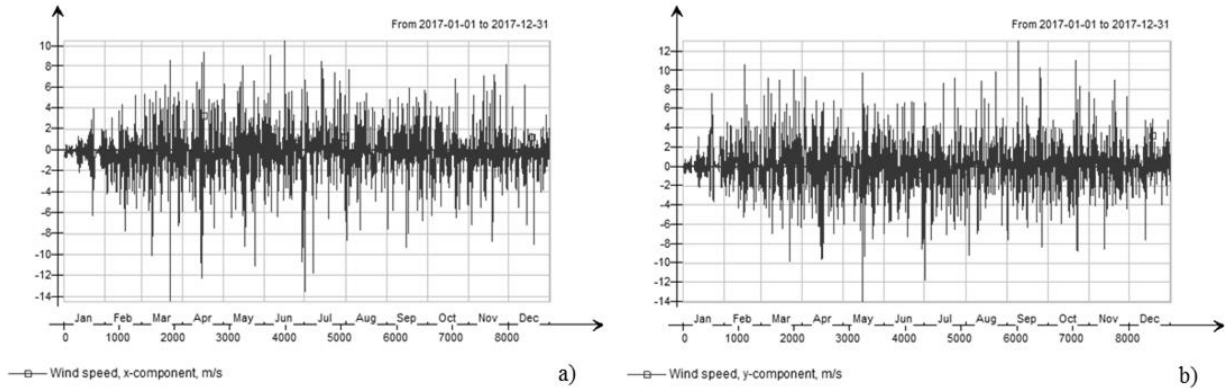 From 2017-01-01 to 2017-12-31
10
8
6
4
2
0
-2
-4
-6
-8
-10
-12
-14
Jan Feb Mar Apr May Jun Jul Aug Sep Oct Nov Dec
0 1000 2000 3000 4000 5000 6000 7000 8000
Wind speed, x-component, m/s
a)
From 2017-01-01 to 2017-12-31
12
10
8
6
4
2
0
-2
-4
-6
-8
-10
-12
-14
Jan Feb Mar Apr May Jun Jul Aug Sep Oct Nov Dec
0 1000 2000 3000 4000 5000 6000 7000 8000
Wind speed, y-component, m/s
b)